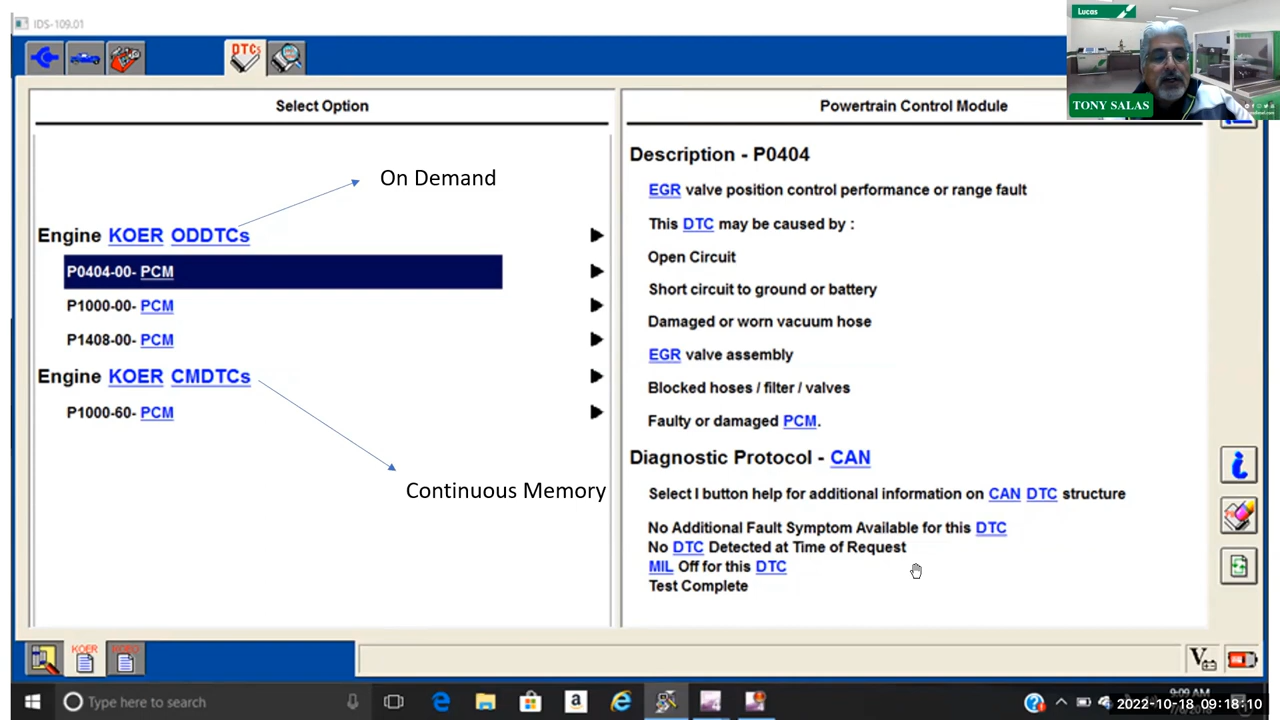 IDS-109.01
Lucas
TONY SALAS
DTCs
Select Option
Powertrain Control Module
On Demand
Engine KOER ODDTCs
P0404-00- PCM
P1000-00- PCM
P1408-00- PCM
Engine KOER CMDTCs
P1000-60- PCM
Continuous Memory
Description - P0404
EGR valve position control performance or range fault
This DTC may be caused by :
Open Circuit
Short circuit to ground or battery
Damaged or worn vacuum hose
EGR valve assembly
Blocked hoses / filter / valves
Faulty or damaged PCM.
Diagnostic Protocol - CAN
Select I button help for additional information on CAN DTC structure
No Additional Fault Symptom Available for this DTC
No DTC Detected at Time of Request
MIL Off for this DTC
Test Complete
KOER
Type here to search
9:09 AM
2022-10-18 09:18:10